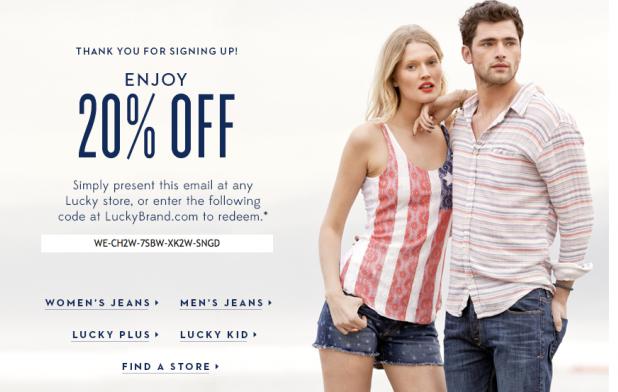 THANK YOU FOR SIGNING UP!
ENJOY
20% OFF
Simply present this email at any
Lucky store, or enter the following
code at LuckyBrand.com to redeem.*
WE-CH2W-7SBW-XK2W-SNGD
WOMEN'S JEANS MEN'S JEANS
LUCKY PLUS LUCKY KID
FIND A STORE